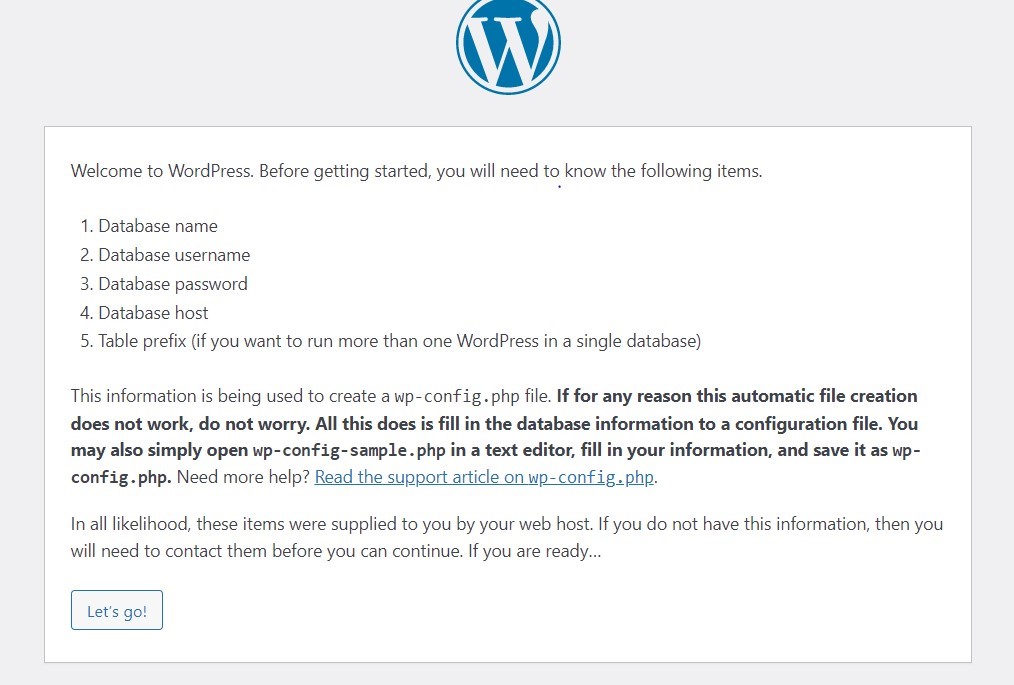 W
Welcome to WordPress. Before getting started, you will need to know the following items.
1. Database name
2. Database username
3. Database password
4. Database host
5. Table prefix (if you want to run more than one WordPress in a single database)
This information is being used to create a wp-config.php file. If for any reason this automatic file creation
does not work, do not worry. All this does is fill in the database information to a configuration file. You
may also simply open wp-config-sample.php in a text editor, fill in your information, and save it as wp-
config.php. Need more help? Read the support article on wp-config.php.
In all likelihood, these items were supplied to you by your web host. If you do not have this information, then you
will need to contact them before you can continue. If you are ready…
Let’s go!